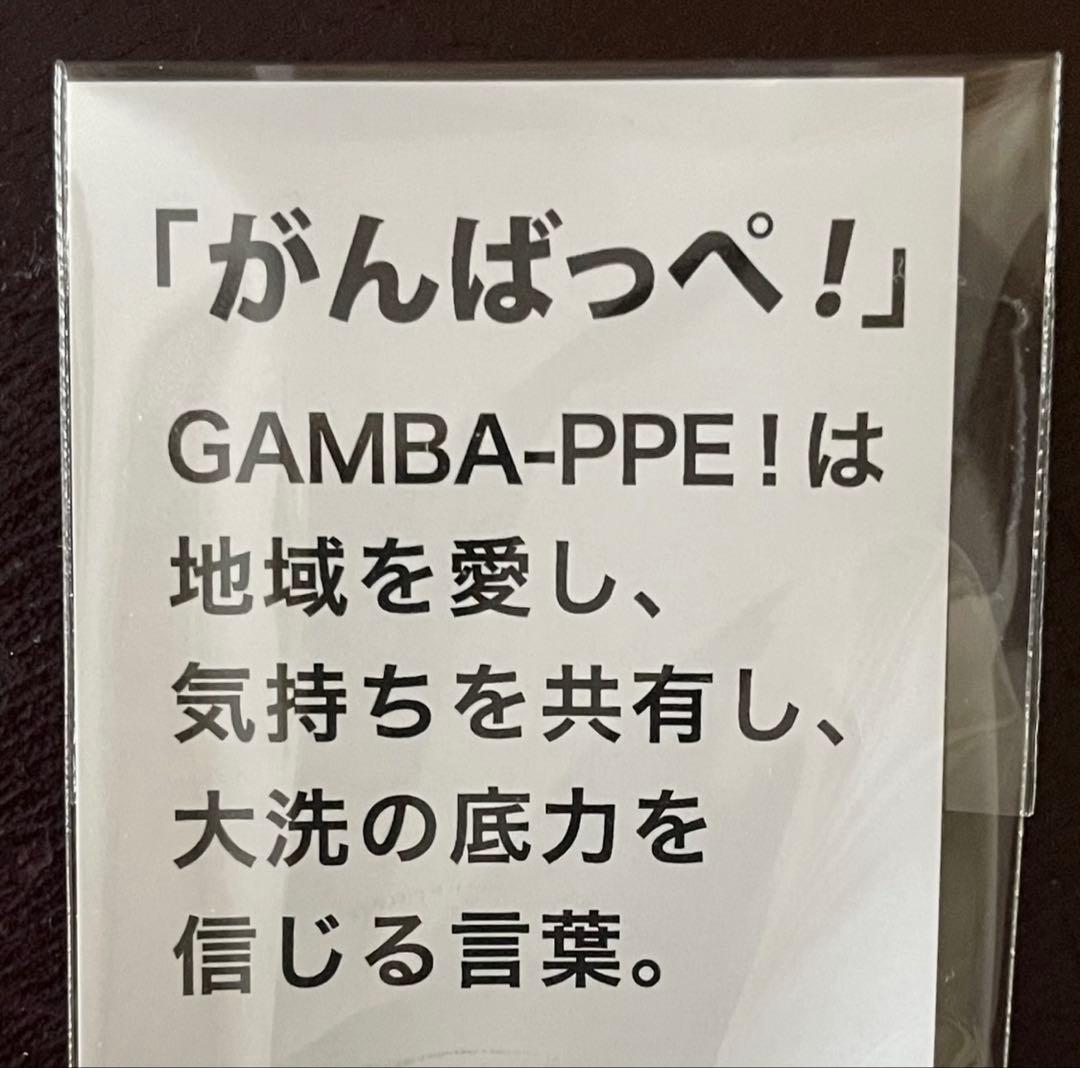 「がんばっぺ!」
GAMBA-PPE!は
地域を愛し、
気持ちを共有し、
大洗の底力を
信じる言葉。